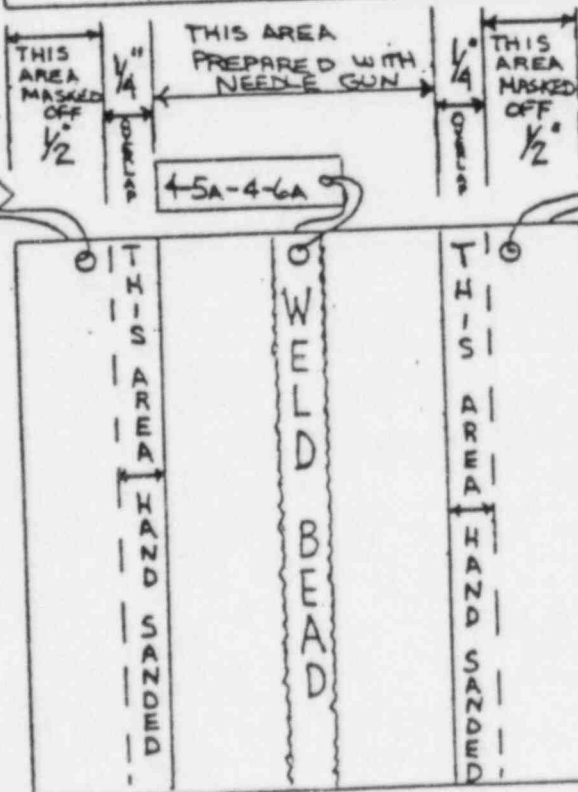 THIS
AREA
MASKED
OFF
1/2"
1/4"
OVERLAP
THIS AREA
PREPARED WITH
NEEDLE GUN
1/4"
OVERLAP
THIS
AREA
MASKED
OFF
1/2"
4-5A-4-6A
THIS AREA HAND SANDED
WELD BEAD
THIS AREA HAND SANDED